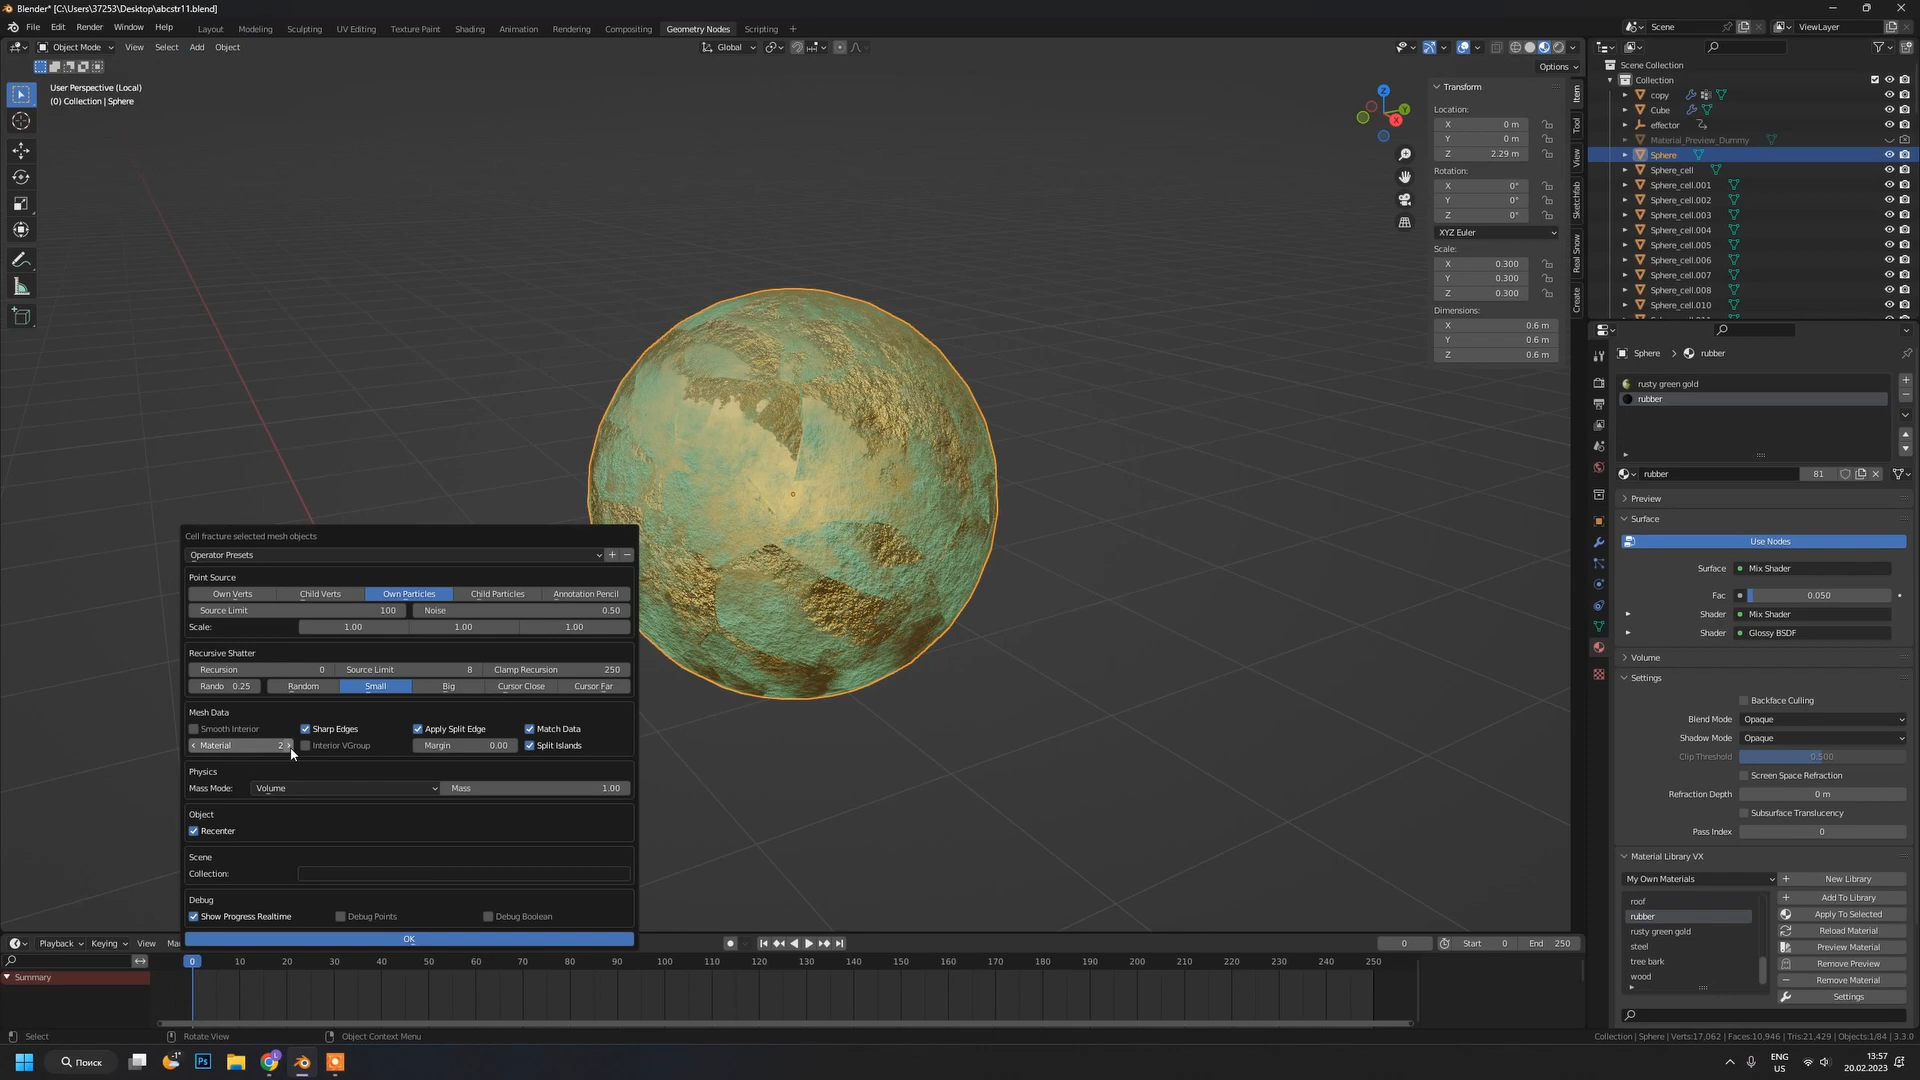 Blender* [C:\Users\37253\Desktop\abcstr11.blend]
File Edit Render Window Help
Layout Modeling Sculpting UV Editing Texture Paint Shading Animation Rendering Compositing Geometry Nodes Scripting +
Scene
ViewLayer
Object Mode View Select Add Object
Global
Options
User Perspective (Local)
(0) Collection | Sphere
Z
Y
X
Transform
Location:
X 0 m
Y 0 m
Z 2.29 m
Rotation:
X 0°
Y 0°
Z 0°
XYZ Euler
Scale:
X 0.300
Y 0.300
Z 0.300
Dimensions:
X 0.6 m
Y 0.6 m
Z 0.6 m
Item
Tool
View
Sketchfab
Real Snow
Create
Scene Collection
Collection
copy
Cube
effector
Material_Preview_Dummy
Sphere
Sphere_cell
Sphere_cell.001
Sphere_cell.002
Sphere_cell.003
Sphere_cell.004
Sphere_cell.005
Sphere_cell.006
Sphere_cell.007
Sphere_cell.008
Sphere_cell.010
Sphere > rubber
rusty green gold
rubber
rubber 81
Preview
Surface
Use Nodes
Surface Mix Shader
Fac 0.050
Shader Mix Shader
Shader Glossy BSDF
Volume
Settings
Backface Culling
Blend Mode Opaque
Shadow Mode Opaque
Clip Threshold 0.500
Screen Space Refraction
Refraction Depth 0 m
Subsurface Translucency
Pass Index 0
Material Library VX
My Own Materials
New Library
roof
Add To Library
rubber
Apply To Selected
rusty green gold
Reload Material
steel
Preview Material
tree bark
Remove Preview
wood
Remove Material
Settings
Cell fracture selected mesh objects
Operator Presets
Point Source
Own Verts Child Verts Own Particles Child Particles Annotation Pencil
Source Limit 100 Noise 0.50
Scale: 1.00 1.00 1.00
Recursive Shatter
Recursion 0 Source Limit 8 Clamp Recursion 250
Rando 0.25 Random Small Big Cursor Close Cursor Far
Mesh Data
Smooth Interior Sharp Edges Apply Split Edge Match Data
Material 2 Interior VGroup Margin 0.00 Split Islands
Physics
Mass Mode: Volume Mass 1.00
Object
Recenter
Scene
Collection:
Debug
Show Progress Realtime Debug Points Debug Boolean
OK
Playback Keying View
0 Start 0 End 250
0 10 20 30 40 50 60 70 80 90 100 110 120 130 140 150 160 170 180 190 200 210 220 230 240 250
Summary
Select Rotate View Object Context Menu
Collection | Sphere | Verts:17,062 | Faces:10,946 | Tris:21,429 | Objects:1/84 | 3.3.0
Поиск
Ps
ENG
US
13:57
20.02.2023